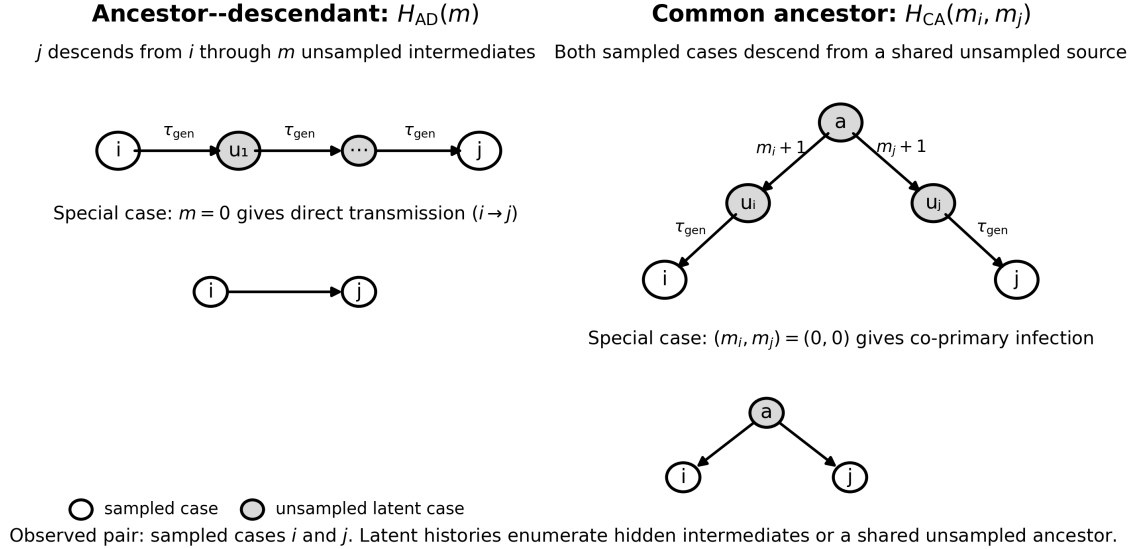 Ancestor--descendant: H_AD(m)
j descends from i through m unsampled intermediates
τ_gen τ_gen τ_gen
i u₁ ⋯ j
Special case: m = 0 gives direct transmission (i → j)
i j
Common ancestor: H_CA(m_i, m_j)
Both sampled cases descend from a shared unsampled source
a
m_i + 1 m_j + 1
uᵢ uⱼ
τ_gen τ_gen
i j
Special case: (m_i, m_j) = (0, 0) gives co-primary infection
a
i j
sampled case unsampled latent case
Observed pair: sampled cases i and j. Latent histories enumerate hidden intermediates or a shared unsampled ancestor.